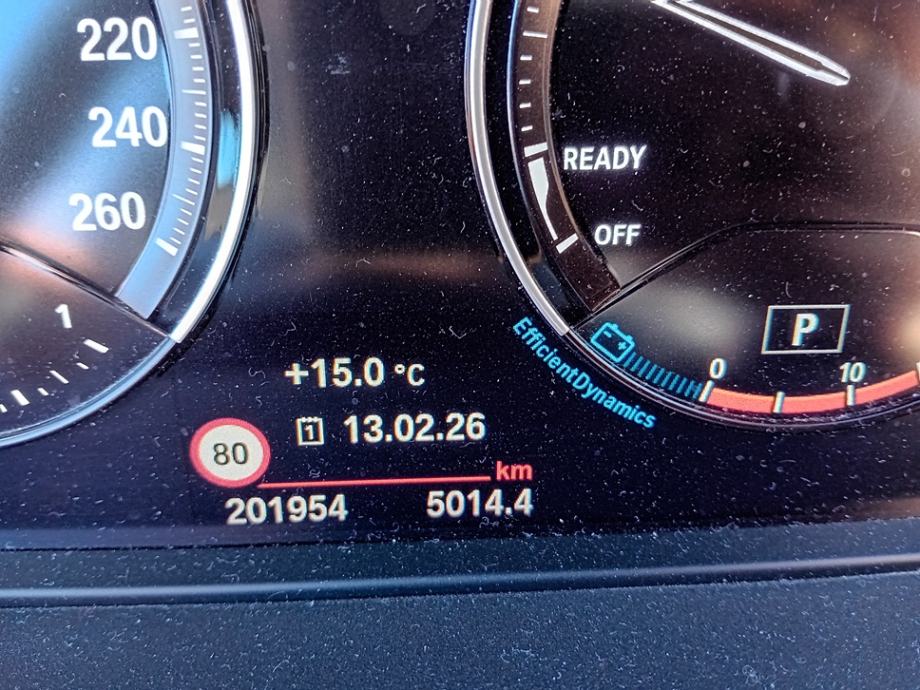 220
240
260
1
READY
OFF
P
0
10
EfficientDynamics
+15.0 °C
1 13.02.26
80
km
201954 5014.4